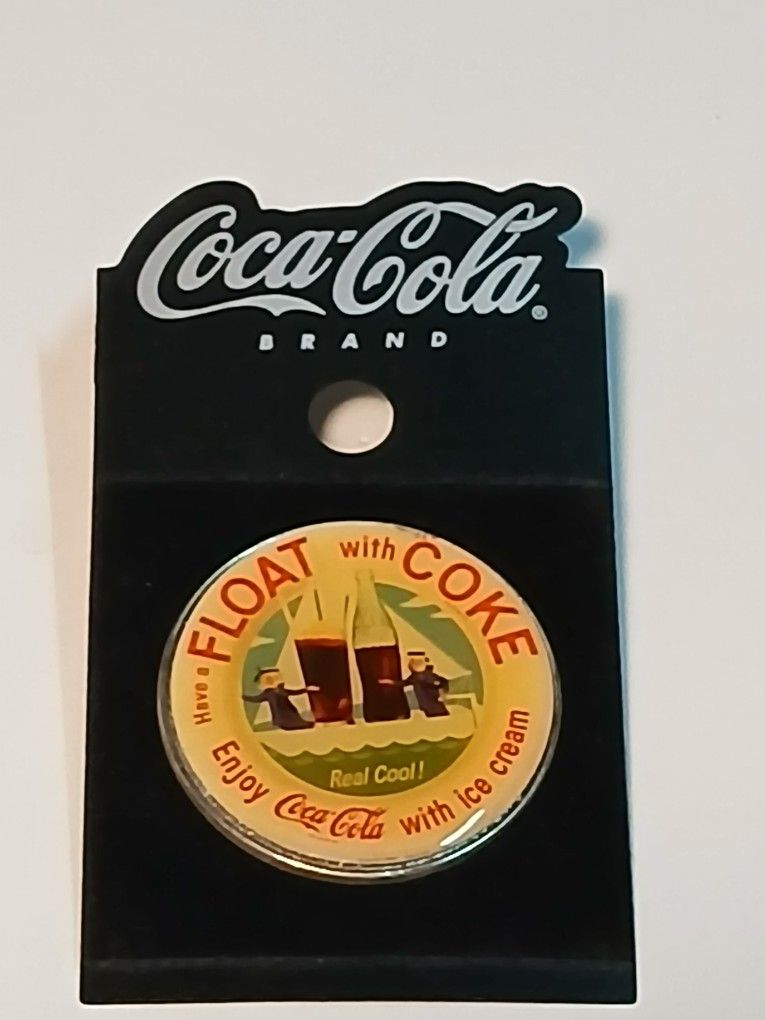 Coca-Cola®
BRAND
Have a FLOAT with COKE
Real Cool!
Enjoy Coca-Cola with ice cream